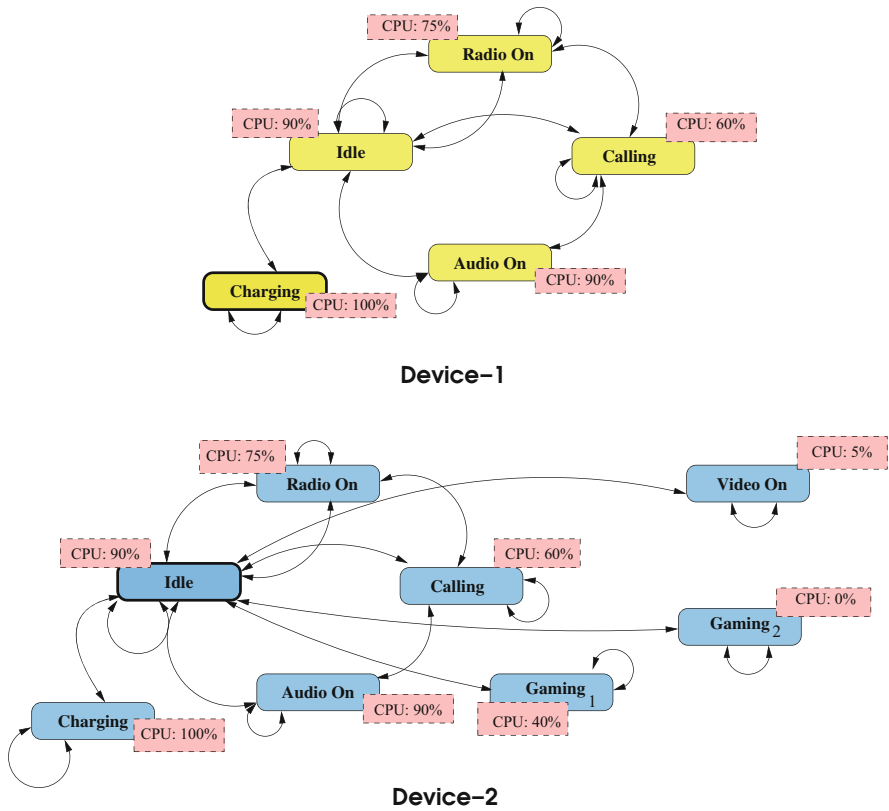 CPU: 75%
Radio On
CPU: 90%
Idle
CPU: 60%
Calling
Audio On
CPU: 90%
Charging
CPU: 100%
Device–1
CPU: 75%
Radio On
CPU: 5%
Video On
CPU: 90%
Idle
CPU: 60%
Calling
CPU: 0%
Gaming 2
Audio On
CPU: 90%
Gaming 1
CPU: 40%
Charging
CPU: 100%
Device–2